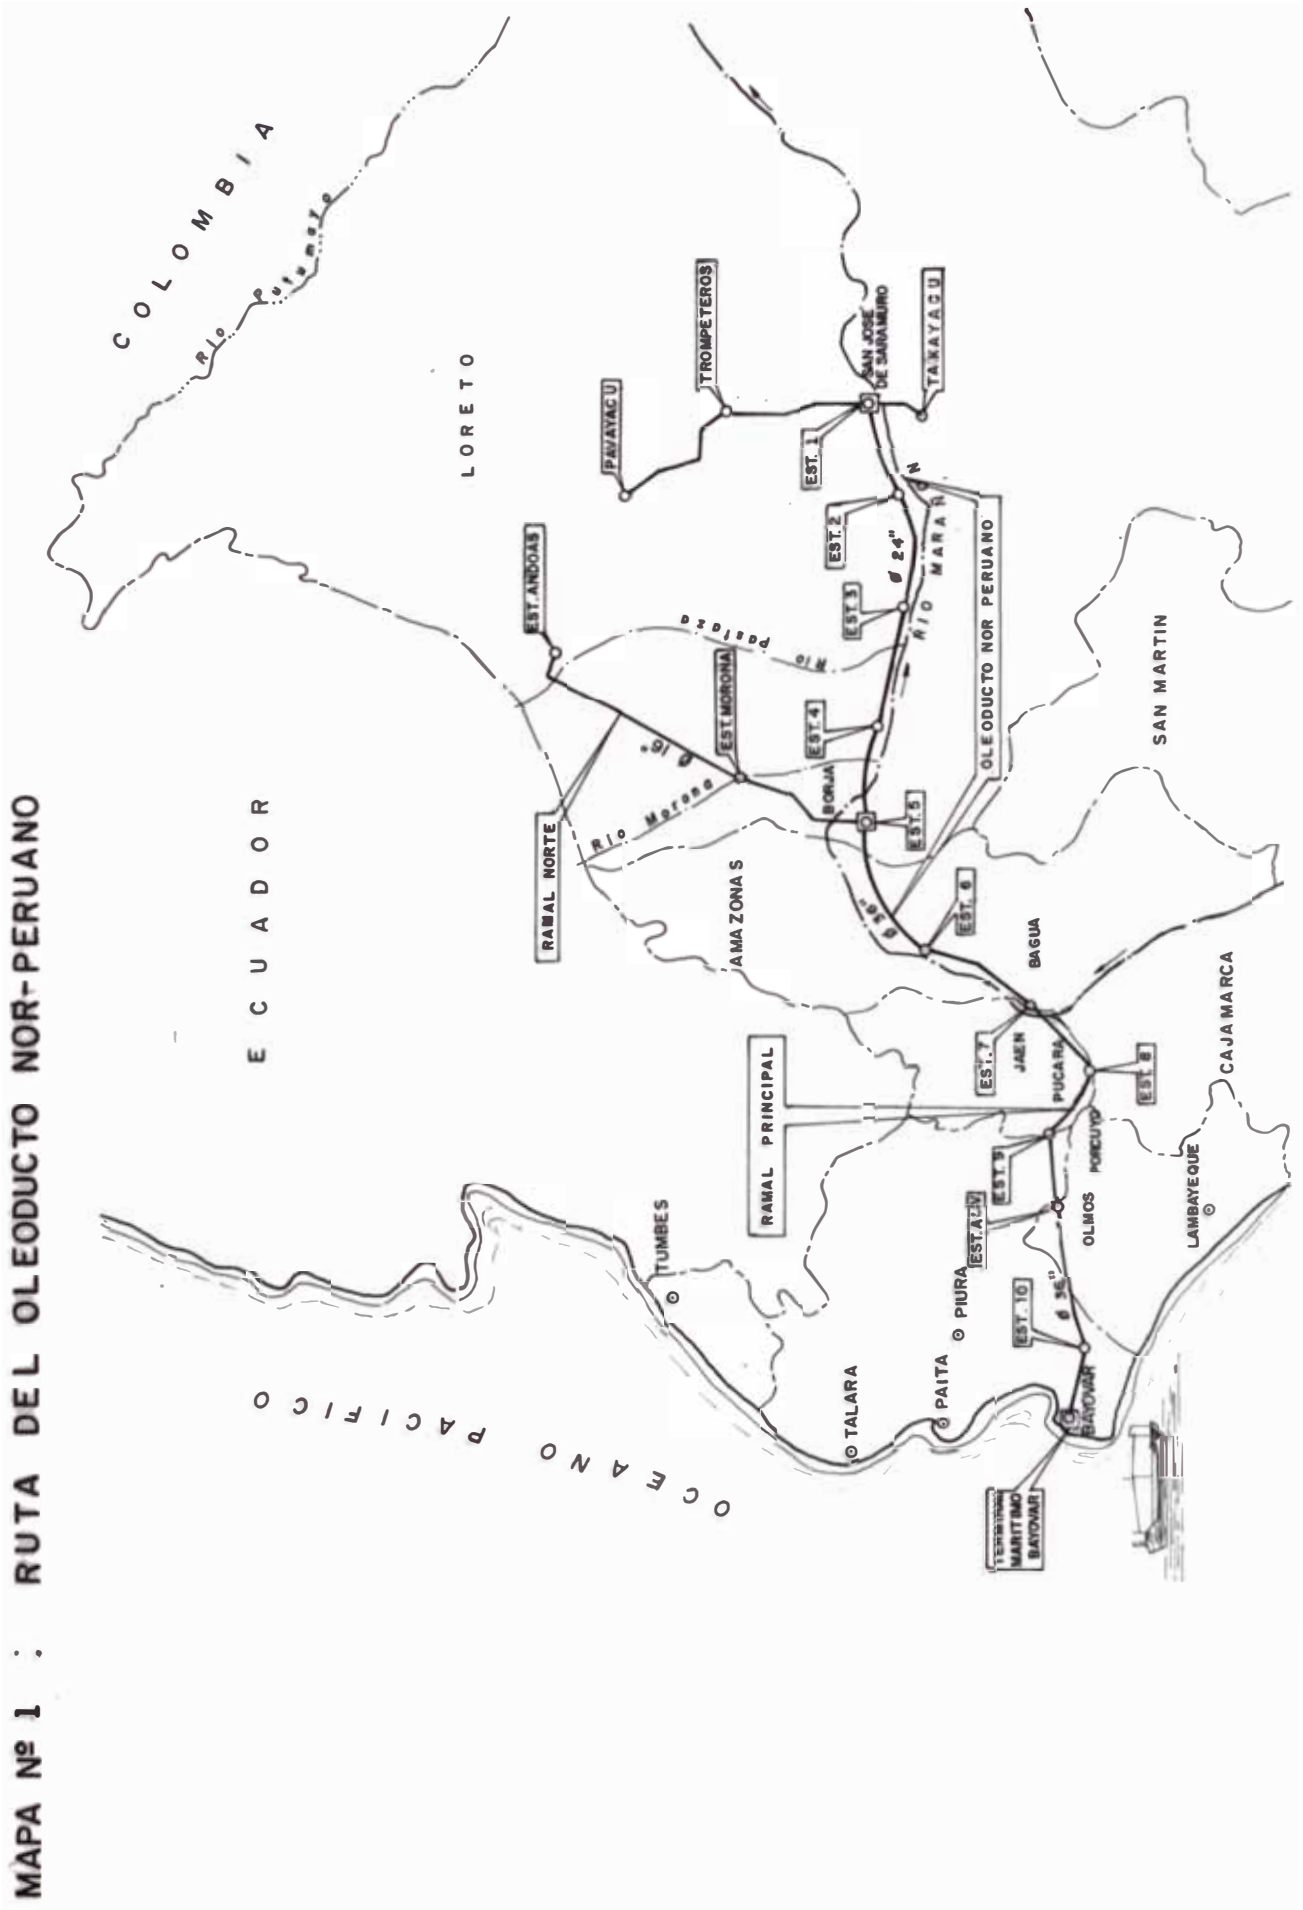 MAPA Nº 1 : RUTA DEL OLEODUCTO NOR-PERUANO
COLOMBIA
Río Putumayo
ECUADOR
LORETO
OCEANO PACIFICO
EST. ANDOAS
RAMAL NORTE
PAVAYACU
TROMPETEROS
Ø 16"
Río Morona
Río Pastaza
EST. MORONA
TUMBES
AMAZONAS
RAMAL PRINCIPAL
EST. 1
SAN JOSE
DE SARAMURO
TAKAYACU
EST. 2
EST. 3
Ø 24"
RIO MARAÑON
EST. 4
BORJA
EST. 5
OLEODUCTO NOR PERUANO
Ø 36"
EST. 6
BAGUA
SAN MARTIN
EST. 7
JAEN
PUCARA
EST. 8
CAJAMARCA
EST. 9
PORCUYO
OLMOS
LAMBAYEQUE
PIURA
EST. 10
Ø 36"
TALARA
PAITA
BAYOVAR
TERMINAL
MARITIMO
BAYOVAR